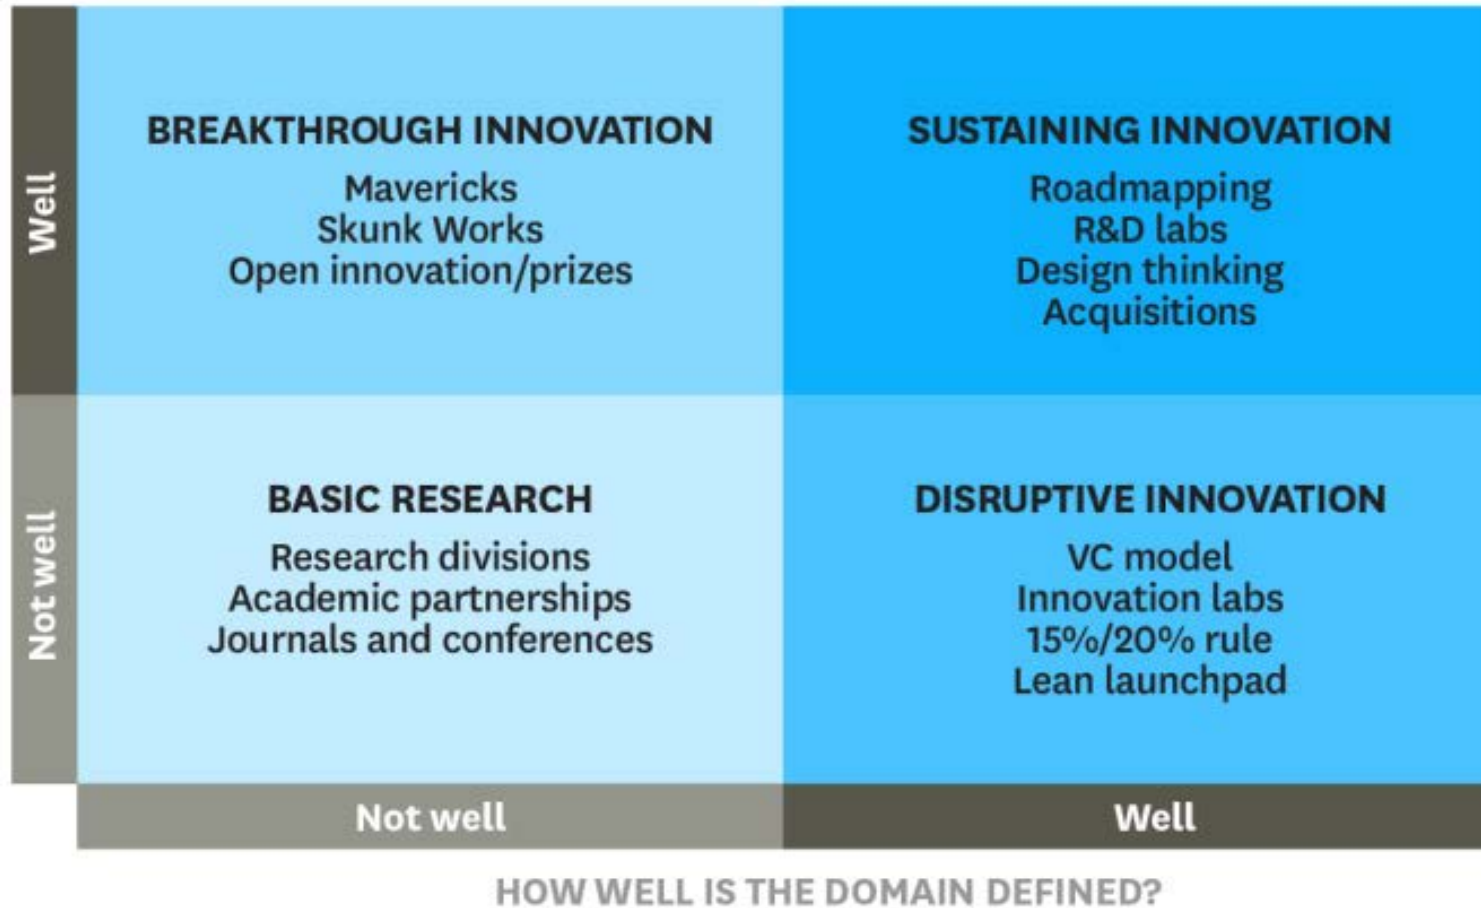 Well
BREAKTHROUGH INNOVATION
Mavericks
Skunk Works
Open innovation/prizes
SUSTAINING INNOVATION
Roadmapping
R&D labs
Design thinking
Acquisitions
Not well
BASIC RESEARCH
Research divisions
Academic partnerships
Journals and conferences
DISRUPTIVE INNOVATION
VC model
Innovation labs
15%/20% rule
Lean launchpad
Not well
Well
HOW WELL IS THE DOMAIN DEFINED?